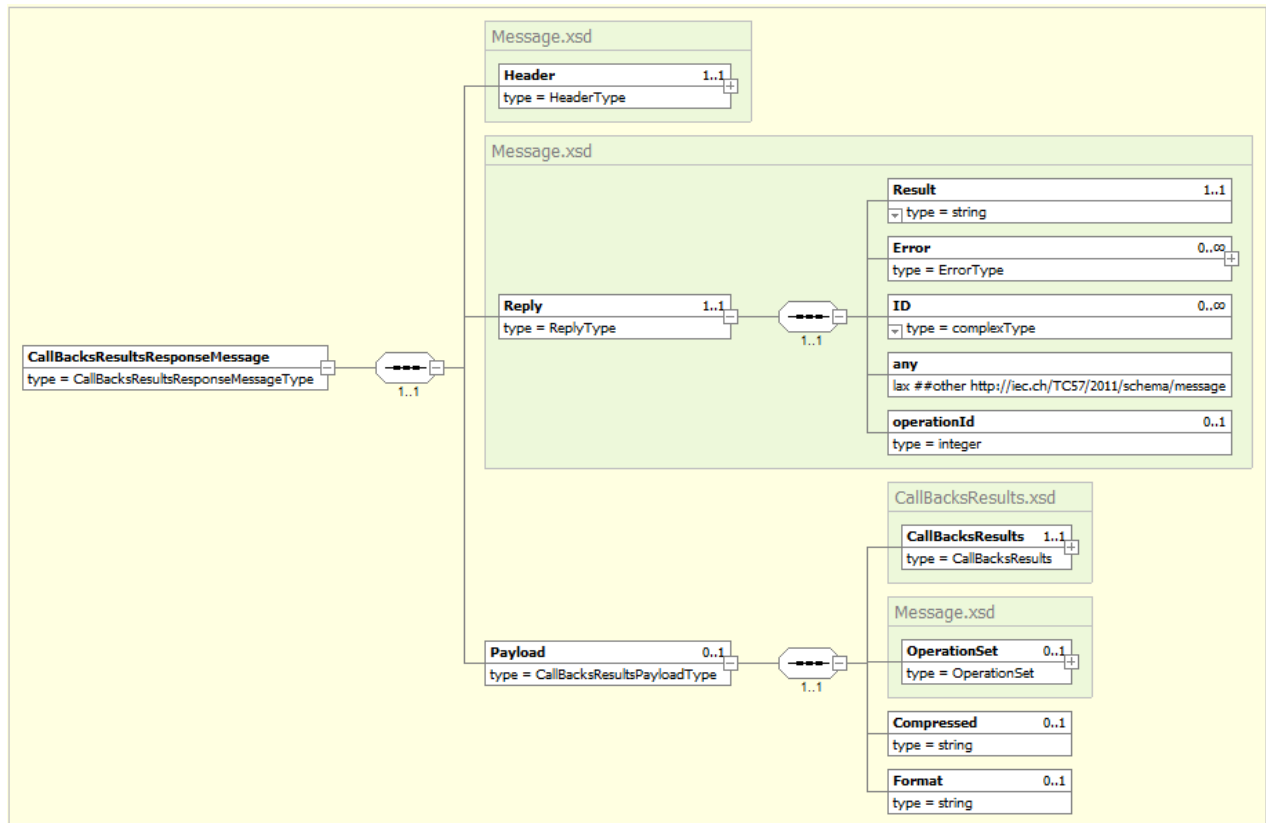 Message.xsd
Header 1..1
type = HeaderType
Message.xsd
Result 1..1
type = string
Error 0..∞
type = ErrorType
Reply 1..1
type = ReplyType
1..1
ID 0..∞
type = complexType
any
lax ##other http://iec.ch/TC57/2011/schema/message
operationId 0..1
type = integer
CallBacksResultsResponseMessage
type = CallBacksResultsResponseMessageType
1..1
CallBacksResults.xsd
CallBacksResults 1..1
type = CallBacksResults
Message.xsd
Payload 0..1
type = CallBacksResultsPayloadType
1..1
OperationSet 0..1
type = OperationSet
Compressed 0..1
type = string
Format 0..1
type = string